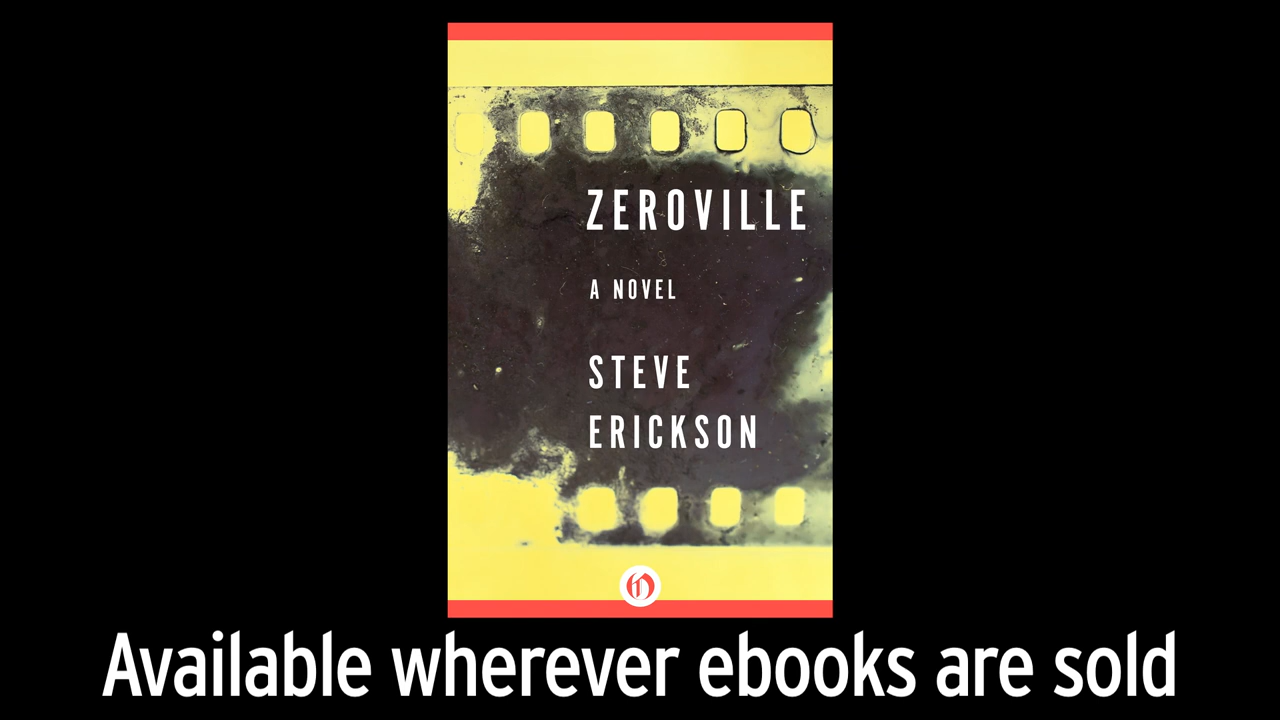 ZEROVILLE
A NOVEL
STEVE
ERICKSON
Available wherever ebooks are sold